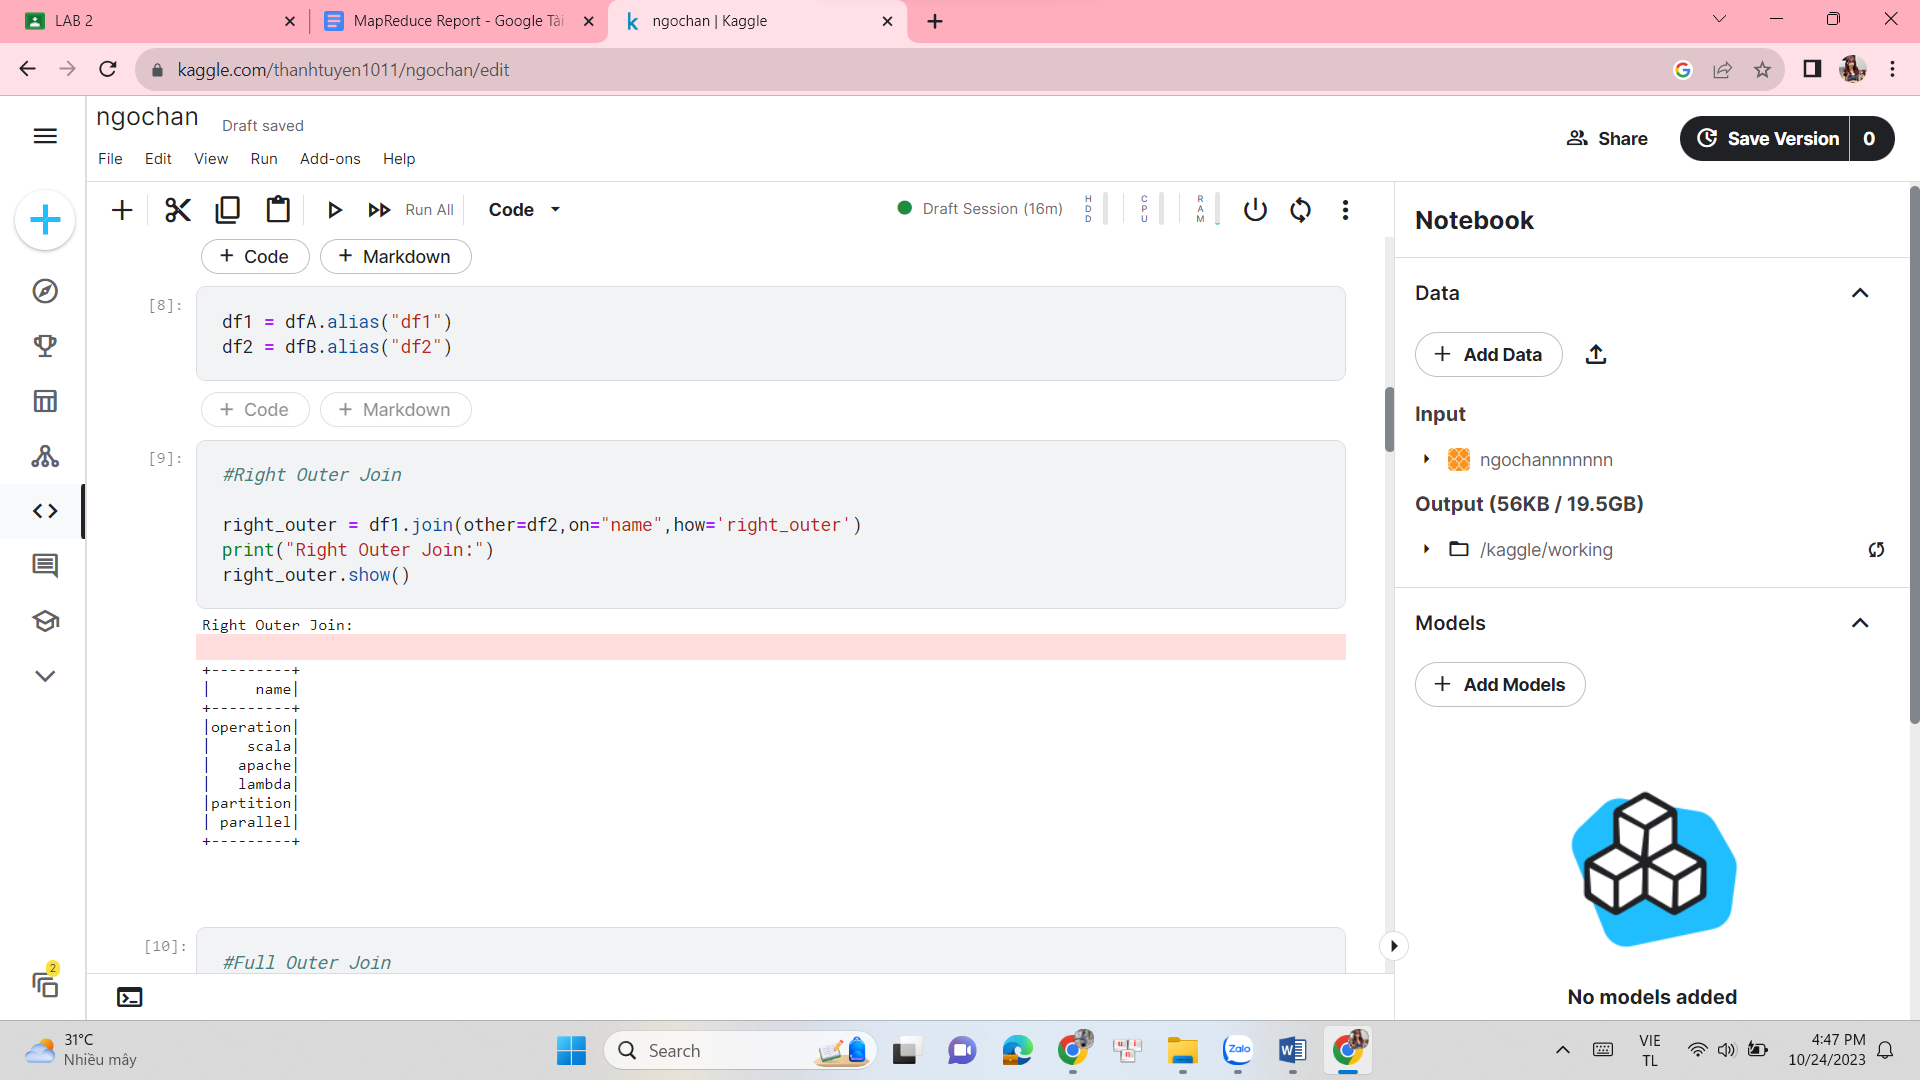 LAB 2
MapReduce Report - Google Tài
ngochan | Kaggle
kaggle.com/thanhtuyen1011/ngochan/edit
ngochan
Draft saved
File Edit View Run Add-ons Help
Share
Save Version 0
Run All
Code
Draft Session (16m)
HDD
CPU
RAM
+ Code + Markdown
[8]:
df1 = dfA.alias("df1")
df2 = dfB.alias("df2")
+ Code + Markdown
[9]:
#Right Outer Join
right_outer = df1.join(other=df2,on="name",how='right_outer')
print("Right Outer Join:")
right_outer.show()
Right Outer Join:
+---------+
|     name|
+---------+
|operation|
|    scala|
|   apache|
|   lambda|
|partition|
| parallel|
+---------+
[10]:
#Full Outer Join
Notebook
Data
+ Add Data
Input
ngochannnnnnn
Output (56KB / 19.5GB)
/kaggle/working
Models
+ Add Models
No models added
2
31°C
Nhiều mây
Search
Zalo
VIE
TL
4:47 PM
10/24/2023